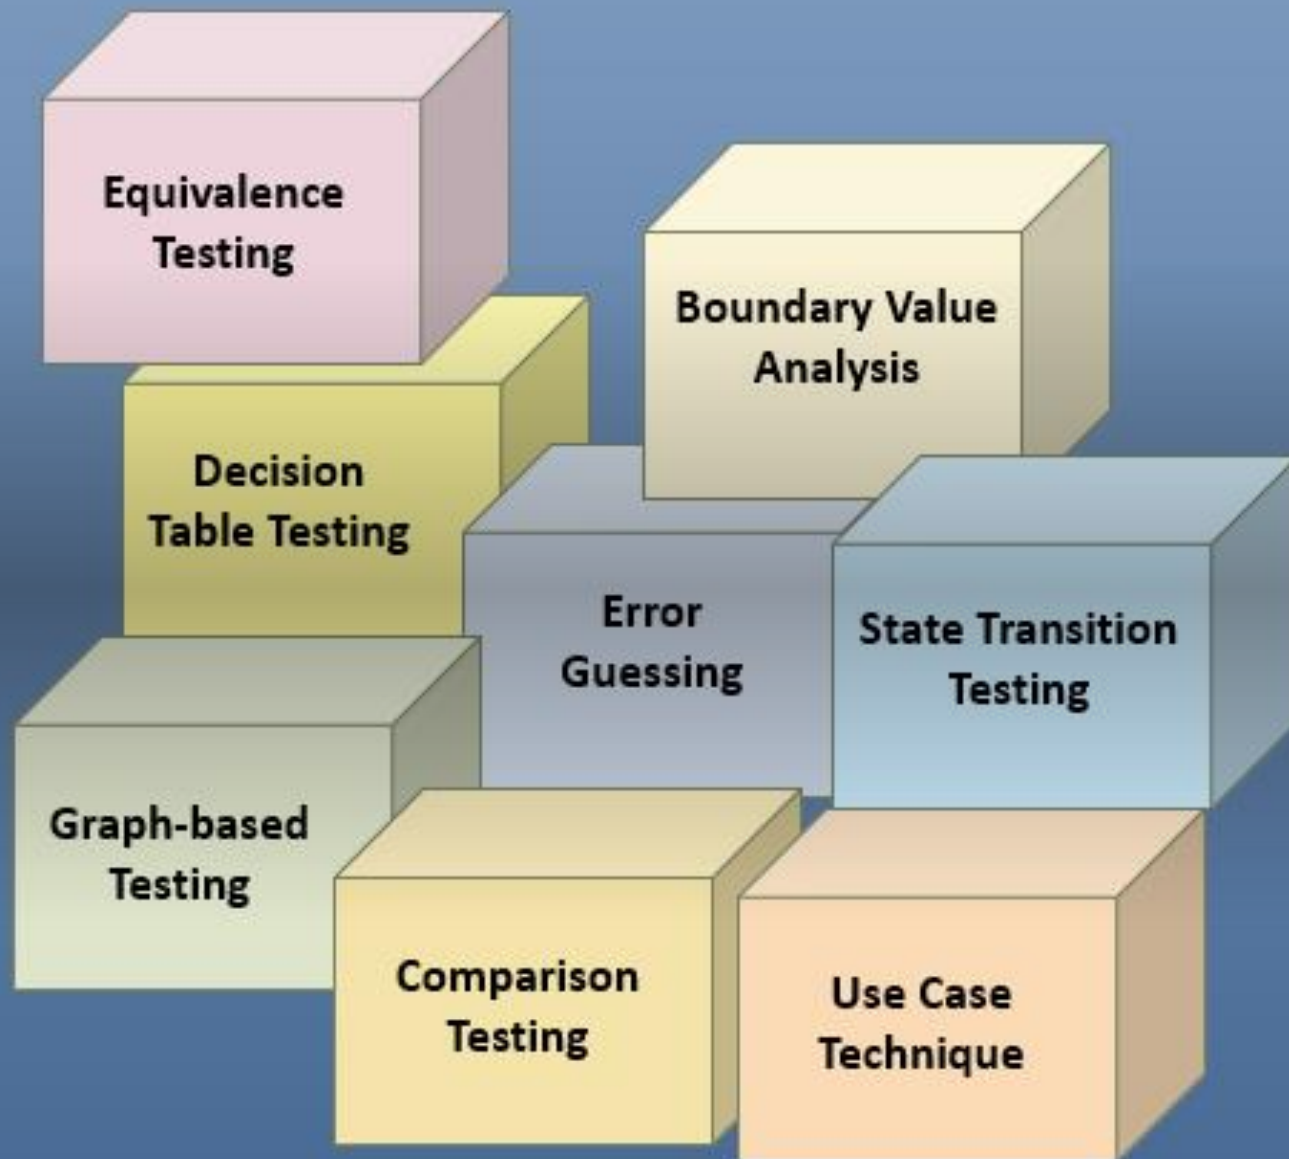 Equivalence
Testing
Boundary Value
Analysis
Decision
Table Testing
Error
Guessing
State Transition
Testing
Graph-based
Testing
Comparison
Testing
Use Case
Technique